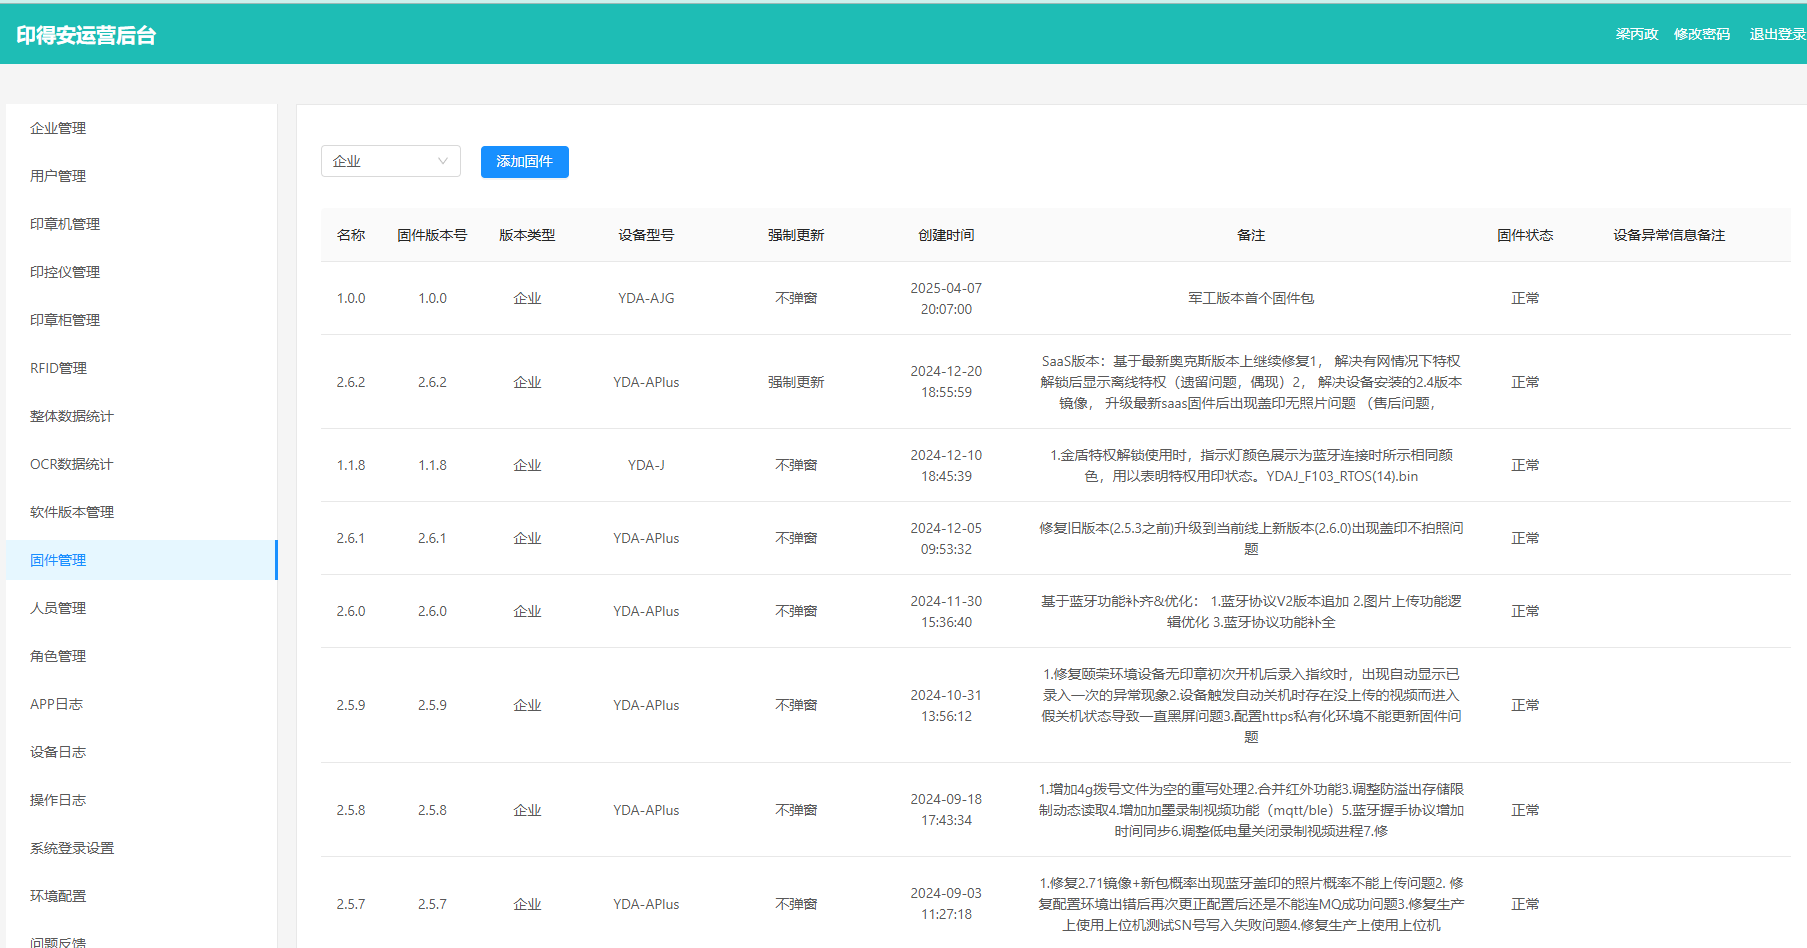 印得安运营后台
梁丙政 修改密码 退出登录
企业管理
用户管理
印章机管理
印控仪管理
印章柜管理
RFID管理
整体数据统计
OCR数据统计
软件版本管理
固件管理
人员管理
角色管理
APP日志
设备日志
操作日志
系统登录设置
环境配置
问题反馈
企业 添加固件
名称 固件版本号 版本类型 设备型号 强制更新 创建时间 备注 固件状态 设备异常信息备注
1.0.0 1.0.0 企业 YDA-AJG 不弹窗 2025-04-07
20:07:00 军工版本首个固件包 正常
2.6.2 2.6.2 企业 YDA-APlus 强制更新 2024-12-20
18:55:59 SaaS版本：基于最新奥克斯版本上继续修复1， 解决有网情况下特权
解锁后显示离线特权（遗留问题，偶现）2， 解决设备安装的2.4版本
镜像， 升级最新saas固件后出现盖印无照片问题 （售后问题， 正常
1.1.8 1.1.8 企业 YDA-J 不弹窗 2024-12-10
18:45:39 1.金盾特权解锁使用时，指示灯颜色展示为蓝牙连接时所示相同颜
色，用以表明特权用印状态。YDAJ_F103_RTOS(14).bin 正常
2.6.1 2.6.1 企业 YDA-APlus 不弹窗 2024-12-05
09:53:32 修复旧版本(2.5.3之前)升级到当前线上新版本(2.6.0)出现盖印不拍照问
题 正常
2.6.0 2.6.0 企业 YDA-APlus 不弹窗 2024-11-30
15:36:40 基于蓝牙功能补齐&优化： 1.蓝牙协议V2版本追加 2.图片上传功能逻
辑优化 3.蓝牙协议功能补全 正常
2.5.9 2.5.9 企业 YDA-APlus 不弹窗 2024-10-31
13:56:12 1.修复颐荣环境设备无印章初次开机后录入指纹时，出现自动显示已
录入一次的异常现象2.设备触发自动关机时存在没上传的视频而进入
假关机状态导致一直黑屏问题3.配置https私有化环境不能更新固件问
题 正常
2.5.8 2.5.8 企业 YDA-APlus 不弹窗 2024-09-18
17:43:34 1.增加4g拨号文件为空的重写处理2.合并红外功能3.调整防溢出存储限
制动态读取4.增加加墨录制视频功能（mqtt/ble）5.蓝牙握手协议增加
时间同步6.调整低电量关闭录制视频进程7.修 正常
2.5.7 2.5.7 企业 YDA-APlus 不弹窗 2024-09-03
11:27:18 1.修复2.71镜像+新包概率出现蓝牙盖印的照片概率不能上传问题2. 修
复配置环境出错后再次更正配置后还是不能连MQ成功问题3.修复生产
上使用上位机测试SN号写入失败问题4.修复生产上使用上位机 正常